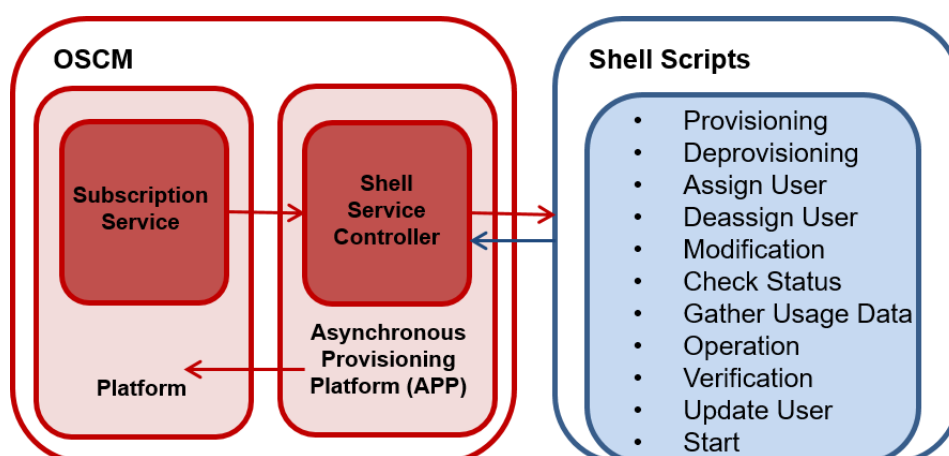 OSCM
Subscription
Service
Platform
Shell
Service
Controller
Asynchronous
Provisioning
Platform (APP)
Shell Scripts
• Provisioning
• Deprovisioning
• Assign User
• Deassign User
• Modification
• Check Status
• Gather Usage Data
• Operation
• Verification
• Update User
• Start